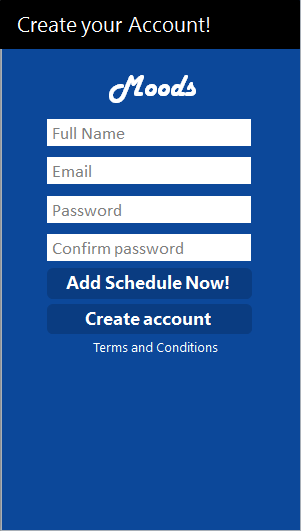 Create your Account!
Moods
Full Name
Email
Password
Confirm password
Add Schedule Now!
Create account
Terms and Conditions